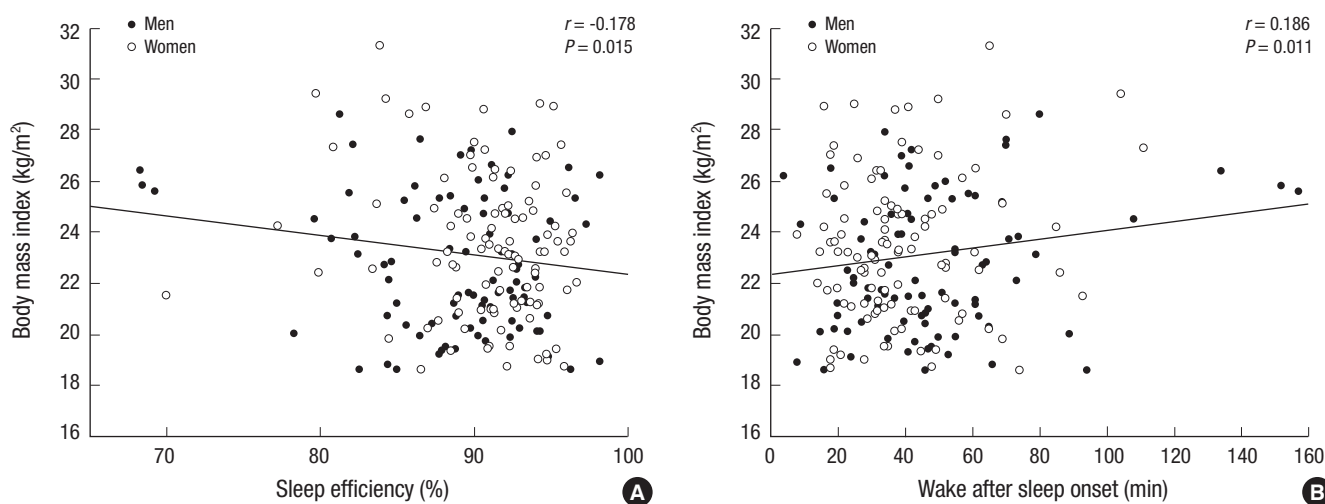 Men
Women
r = -0.178
P = 0.015
32
30
28
26
24
22
20
18
16
Body mass index (kg/m²)
70 80 90 100
Sleep efficiency (%)
A
Men
Women
r = 0.186
P = 0.011
32
30
28
26
24
22
20
18
16
Body mass index (kg/m²)
0 20 40 60 80 100 120 140 160
Wake after sleep onset (min)
B